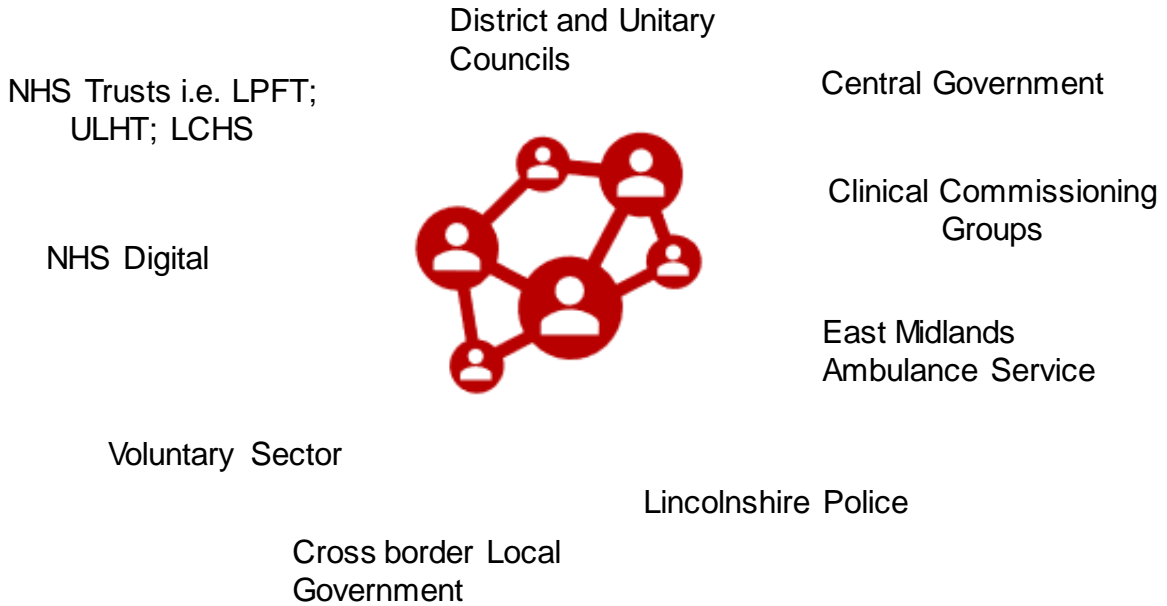 District and Unitary
Councils
NHS Trusts i.e. LPFT;
ULHT; LCHS
Central Government
Clinical Commissioning
Groups
NHS Digital
East Midlands
Ambulance Service
Voluntary Sector
Lincolnshire Police
Cross border Local
Government